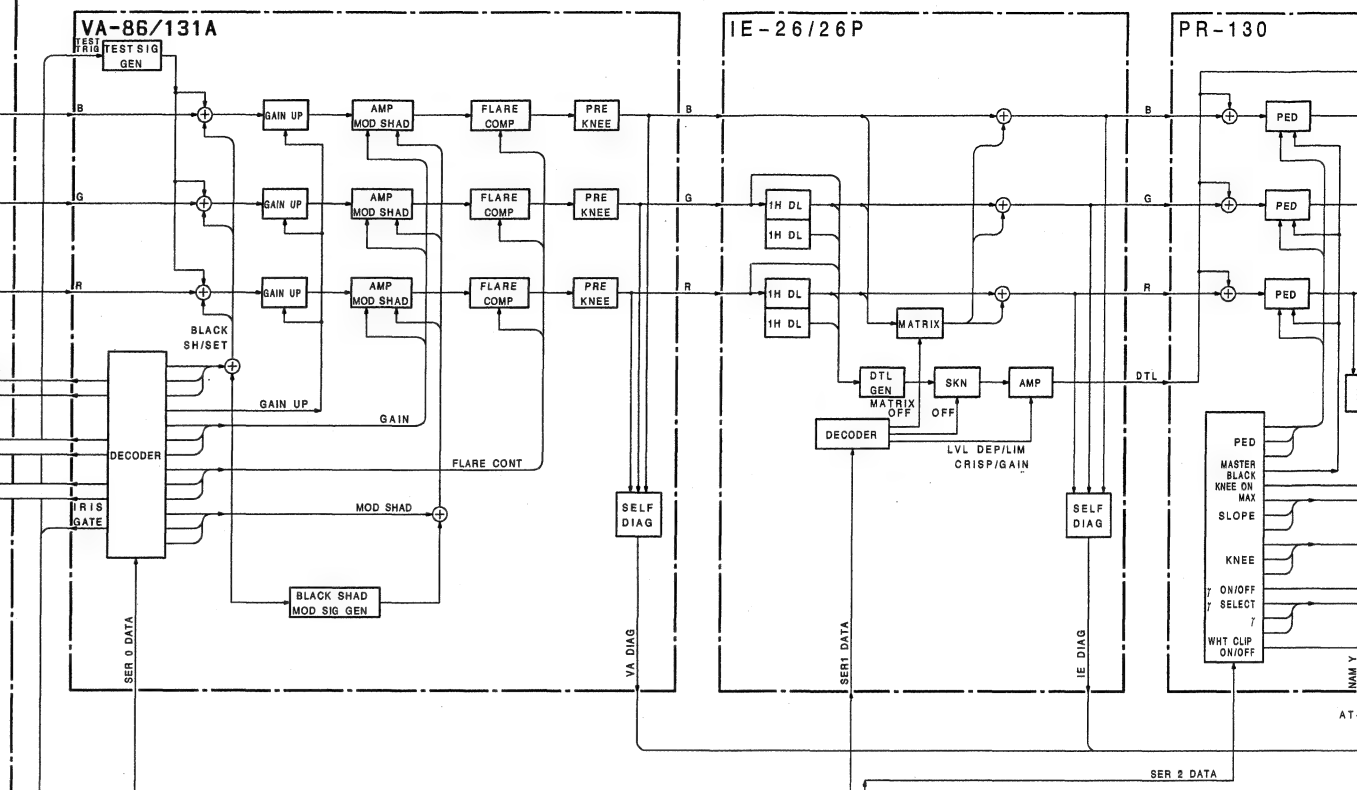 VA-86/131A
IE-26/26P
PR-130
TEST
TRIG
TEST SIG
GEN
B
GAIN UP
AMP
MOD SHAD
FLARE
COMP
PRE
KNEE
B
B
PED
G
GAIN UP
AMP
MOD SHAD
FLARE
COMP
PRE
KNEE
G
1H DL
1H DL
G
PED
R
GAIN UP
AMP
MOD SHAD
FLARE
COMP
PRE
KNEE
R
1H DL
1H DL
R
PED
BLACK
SH/SET
MATRIX
DTL
GEN
SKN
AMP
DTL
MATRIX
OFF
OFF
GAIN UP
GAIN
DECODER
DECODER
LVL DEP/LIM
CRISP/GAIN
FLARE CONT
IRIS
GATE
MOD SHAD
SELF
DIAG
SELF
DIAG
BLACK SHAD
MOD SIG GEN
PED
MASTER
BLACK
KNEE ON
MAX
SLOPE
KNEE
γ ON/OFF
γ SELECT
γ
WHT CLIP
ON/OFF
SER 0 DATA
VA DIAG
SER1 DATA
IE DIAG
NAM Y
AT-
SER 2 DATA